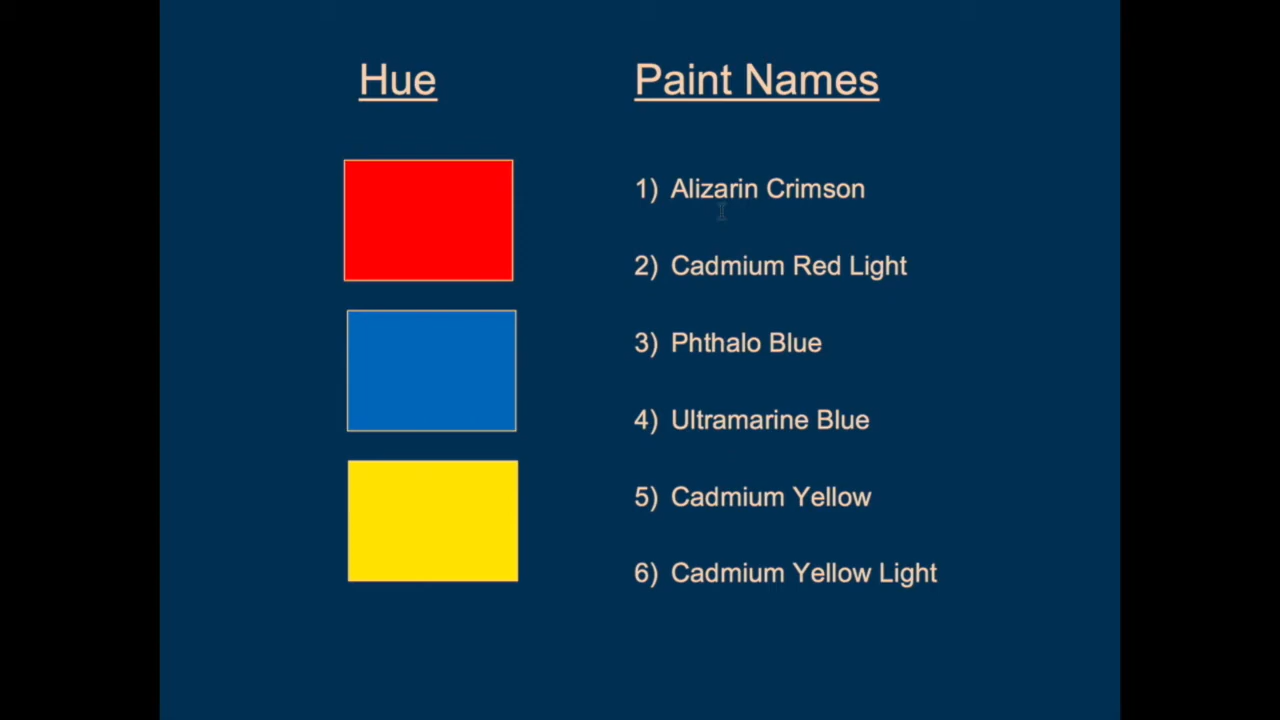 Hue
Paint Names
1) Alizarin Crimson
2) Cadmium Red Light
3) Phthalo Blue
4) Ultramarine Blue
5) Cadmium Yellow
6) Cadmium Yellow Light